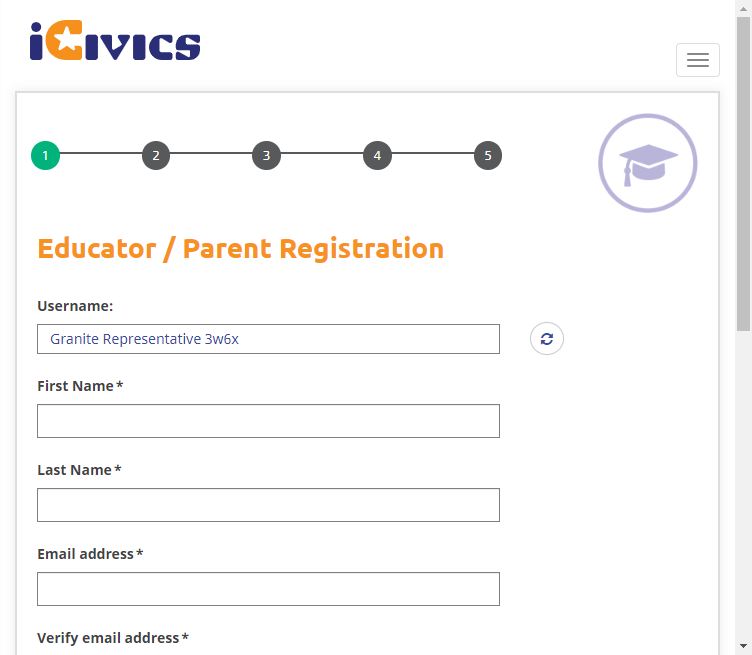 iCivics
1 2 3 4 5
Educator / Parent Registration
Username:
Granite Representative 3w6x
First Name*
Last Name*
Email address*
Verify email address*